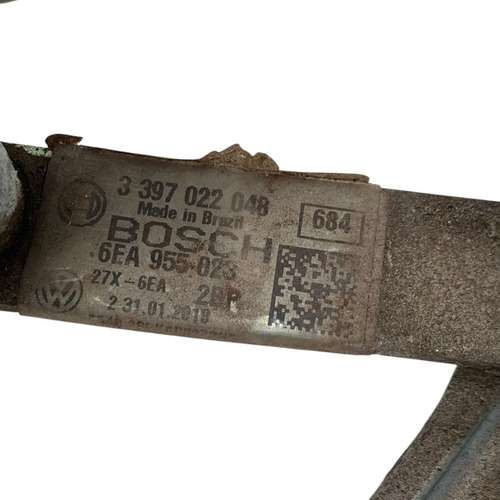 3 397 022 048
Made in Brazil
684
BOSCH
6EA 955 023
27X-6EA
2 31.01.2018